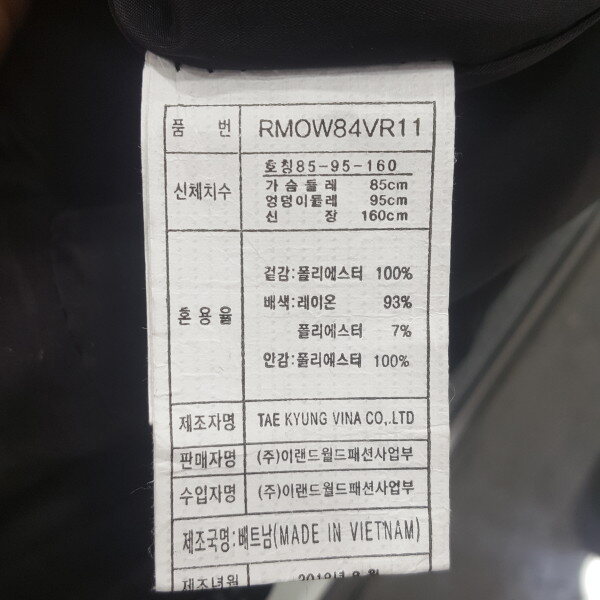 품 번 RMOW84VR11
신체치수 호칭85-95-160
가슴둘레 85cm
엉덩이둘레 95cm
신 장 160cm
혼용율 겉감:폴리에스터 100%
배색:레이온 93%
폴리에스터 7%
안감:폴리에스터 100%
제조자명 TAE KYUNG VINA CO,.LTD
판매자명 (주)이랜드월드패션사업부
수입자명 (주)이랜드월드패션사업부
제조국명:베트남(MADE IN VIETNAM)
제조년월